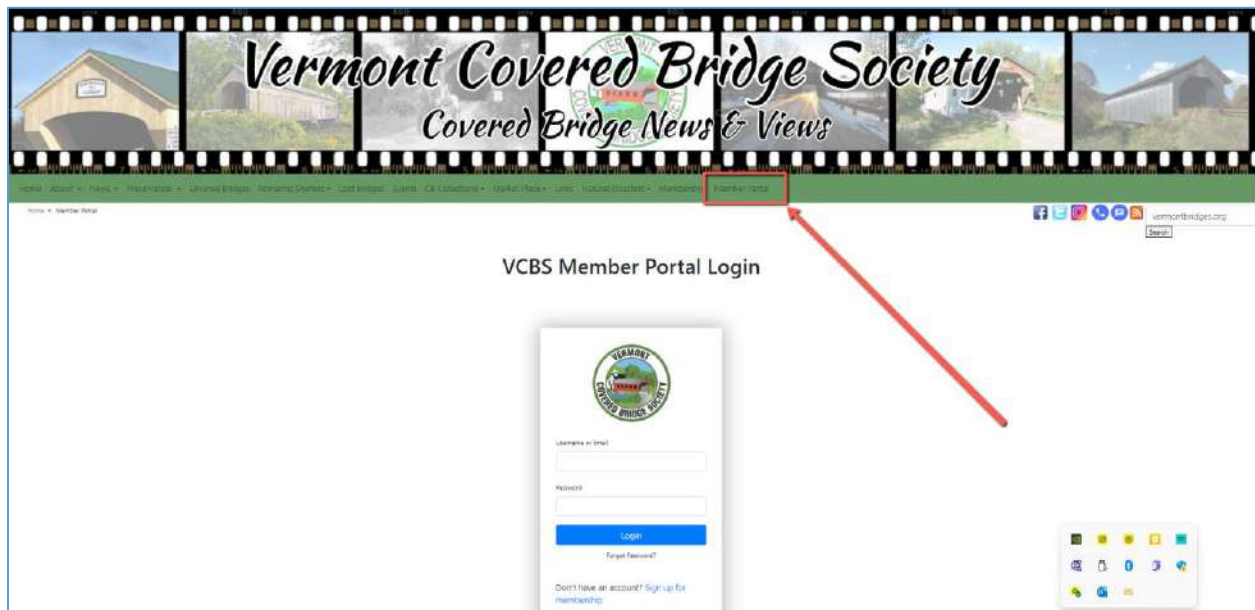 Vermont Covered Bridge Society
Covered Bridge News & Views
Home About News Preservation Covered Bridges Romantic Shelters Lost Bridges Events CB Collections Market Place Links Natural Disasters Membership Member Portal
Home > Member Portal
vermontbridges.org
Search
VCBS Member Portal Login
VERMONT
COVERED BRIDGE SOCIETY
Username or Email
Password
Login
Forgot Password?
Don't have an account? Sign up for
membership